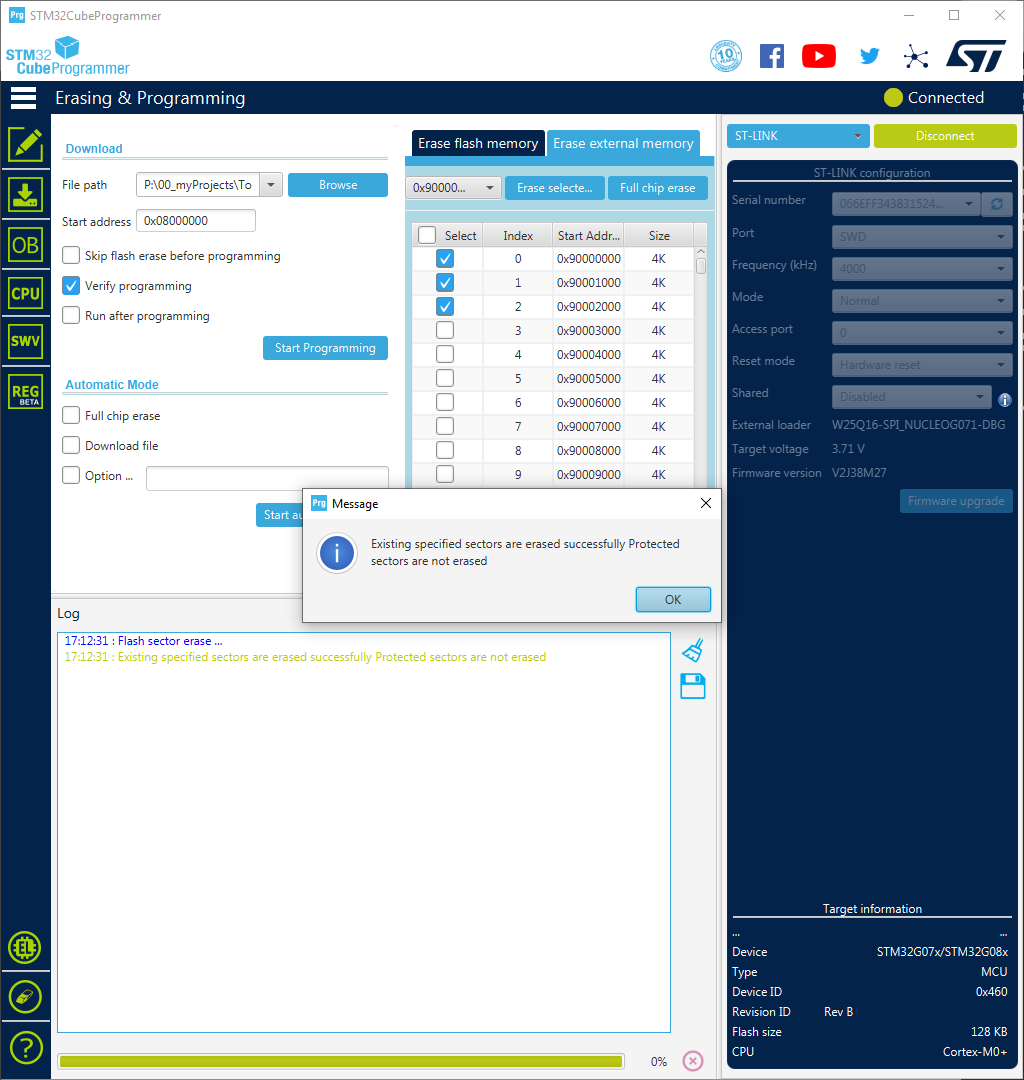 Prg STM32CubeProgrammer
STM32
CubeProgrammer
10
YEARS
ST
Erasing & Programming
Connected
Download
File path P:\00_myProjects\To Browse
Start address 0x08000000
Skip flash erase before programming
Verify programming
Run after programming
Start Programming
Automatic Mode
Full chip erase
Download file
Option ...
Start au
OB
CPU
SWV
REG
BETA
EL
?
Erase flash memory Erase external memory
0x90000... Erase selecte... Full chip erase
Select Index Start Addr... Size
0 0x90000000 4K
1 0x90001000 4K
2 0x90002000 4K
3 0x90003000 4K
4 0x90004000 4K
5 0x90005000 4K
6 0x90006000 4K
7 0x90007000 4K
8 0x90008000 4K
9 0x90009000 4K
Prg Message
Existing specified sectors are erased successfully Protected
sectors are not erased
OK
Log
17:12:31 : Flash sector erase ...
17:12:31 : Existing specified sectors are erased successfully Protected sectors are not erased
0%
ST-LINK Disconnect
ST-LINK configuration
Serial number 066EFF343831524...
Port SWD
Frequency (kHz) 4000
Mode Normal
Access port 0
Reset mode Hardware reset
Shared Disabled
External loader W25Q16-SPI_NUCLEOG071-DBG
Target voltage 3.71 V
Firmware version V2J38M27
Firmware upgrade
Target information
... ...
Device STM32G07x/STM32G08x
Type MCU
Device ID 0x460
Revision ID Rev B
Flash size 128 KB
CPU Cortex-M0+